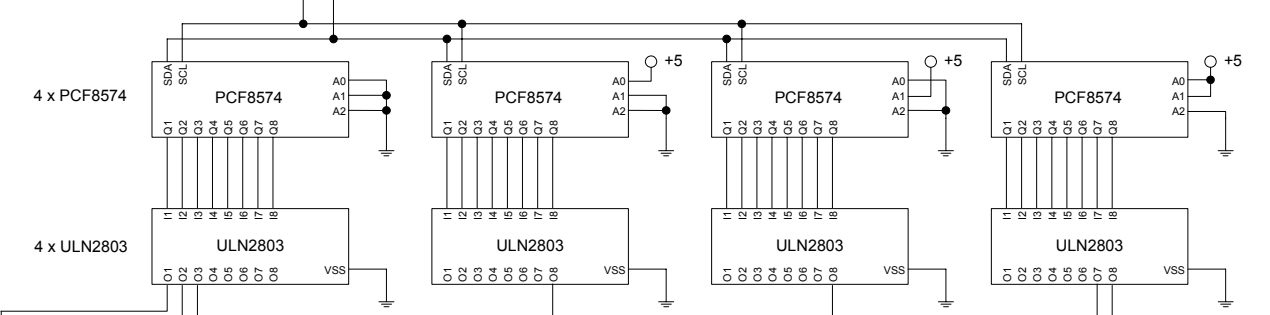 +5 +5 +5
SDA SCL SDA SCL SDA SCL SDA SCL
4 x PCF8574 PCF8574 A0 A1 A2 PCF8574 A0 A1 A2 PCF8574 A0 A1 A2 PCF8574 A0 A1 A2
Q1 Q2 Q3 Q4 Q5 Q6 Q7 Q8 Q1 Q2 Q3 Q4 Q5 Q6 Q7 Q8 Q1 Q2 Q3 Q4 Q5 Q6 Q7 Q8 Q1 Q2 Q3 Q4 Q5 Q6 Q7 Q8
I1 I2 I3 I4 I5 I6 I7 I8 I1 I2 I3 I4 I5 I6 I7 I8 I1 I2 I3 I4 I5 I6 I7 I8 I1 I2 I3 I4 I5 I6 I7 I8
4 x ULN2803 ULN2803 ULN2803 ULN2803 ULN2803
O1 O2 O3 O4 O5 O6 O7 O8 VSS O1 O2 O3 O4 O5 O6 O7 O8 VSS O1 O2 O3 O4 O5 O6 O7 O8 VSS O1 O2 O3 O4 O5 O6 O7 O8 VSS